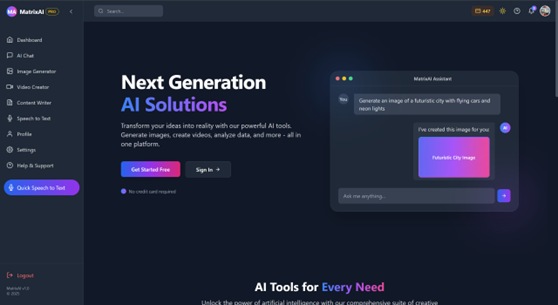 MA MatrixAI PRO
Search...
447
Dashboard
AI Chat
Image Generator
Video Creator
Content Writer
Speech to Text
Profile
Settings
Help & Support
Quick Speech to Text
Logout
© 2025
Next Generation
AI Solutions
Transform your ideas into reality with our powerful AI tools.
Generate images, create videos, analyze data, and more - all in
one platform.
Get Started Free
Sign In →
No credit card required
MatrixAI Assistant
You
Generate an image of a futuristic city with flying cars and
neon lights
I've created this image for you
AI
Futuristic City Image
Ask me anything...
AI Tools for Every Need
Unlock the power of artificial intelligence with our comprehensive suite of creative